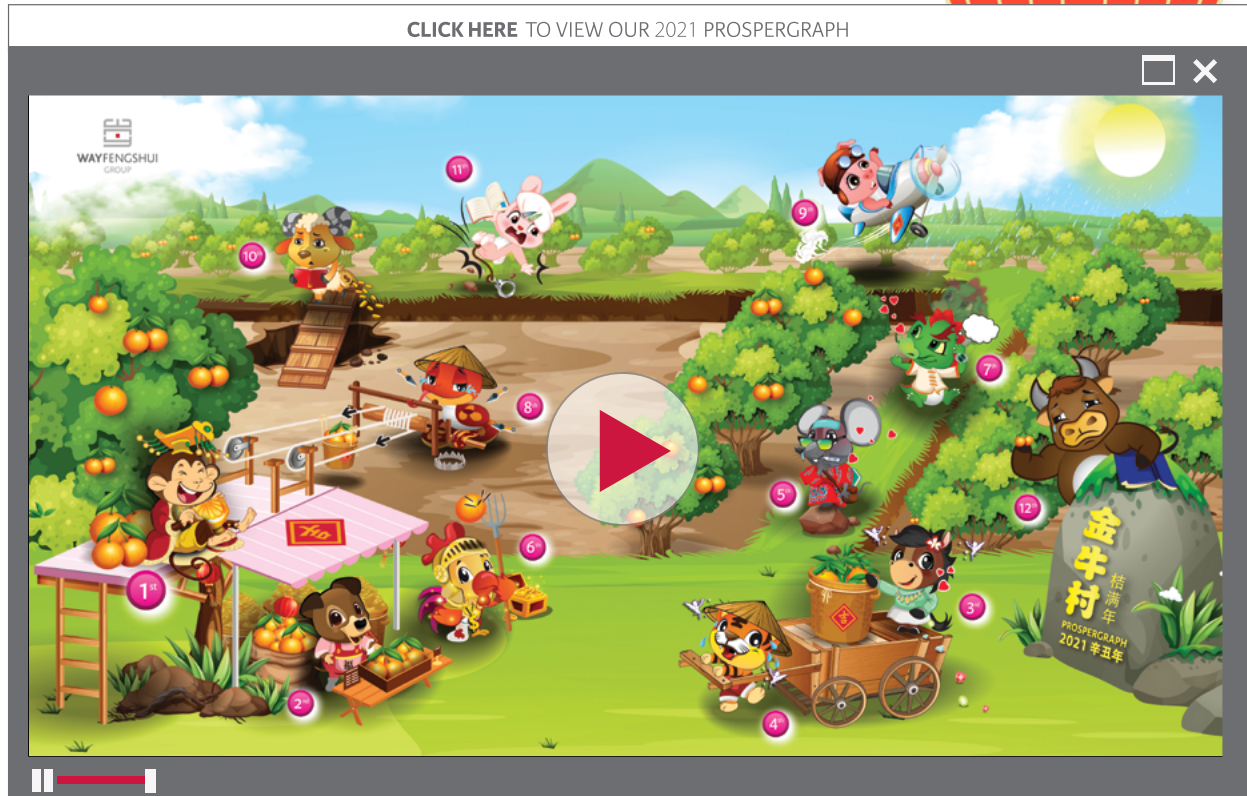 CLICK HERE TO VIEW OUR 2021 PROSPERGRAPH
WAYFENGSHUI
GROUP
11th
9th
10th
7th
8th
5th
12th
6th
1st
3rd
2nd
4th
金牛村
桔满年
PROSPERGRAPH
2021 辛丑年